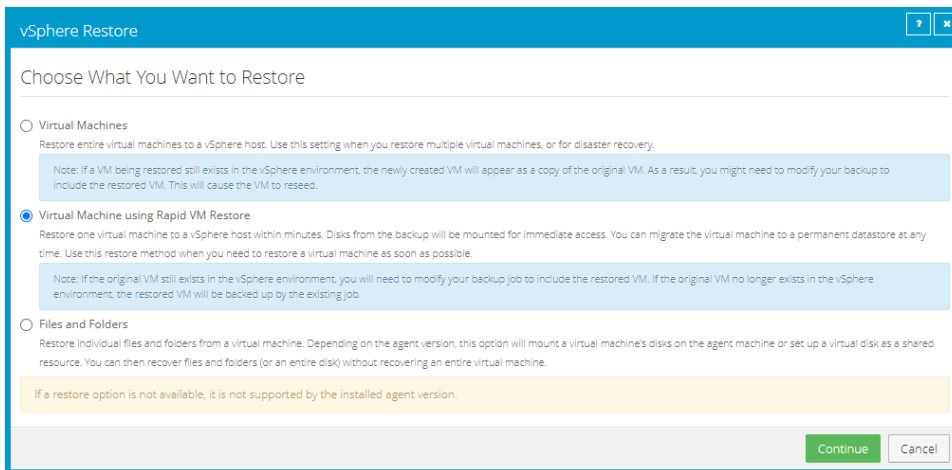 vSphere Restore
?
×
Choose What You Want to Restore
Virtual Machines
Restore entire virtual machines to a vSphere host. Use this setting when you restore multiple virtual machines, or for disaster recovery.
Note: If a VM being restored still exists in the vSphere environment, the newly created VM will appear as a copy of the original VM. As a result, you might need to modify your backup to
include the restored VM. This will cause the VM to reseed.
Virtual Machine using Rapid VM Restore
Restore one virtual machine to a vSphere host within minutes. Disks from the backup will be mounted for immediate access. You can migrate the virtual machine to a permanent datastore at any
time. Use this restore method when you need to restore a virtual machine as soon as possible.
Note: If the original VM still exists in the vSphere environment, you will need to modify your backup job to include the restored VM. If the original VM no longer exists in the vSphere
environment, the restored VM will be backed up by the existing job.
Files and Folders
Restore individual files and folders from a virtual machine. Depending on the agent version, this option will mount a virtual machine's disks on the agent machine or set up a virtual disk as a shared
resource. You can then recover files and folders (or an entire disk) without recovering an entire virtual machine.
If a restore option is not available, it is not supported by the installed agent version.
Continue
Cancel